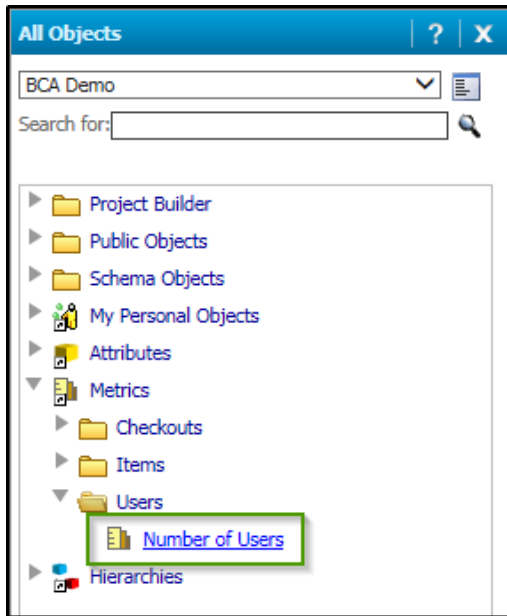 All Objects ? X
BCA Demo
Search for:
Project Builder
Public Objects
Schema Objects
My Personal Objects
Attributes
Metrics
Checkouts
Items
Users
Number of Users
Hierarchies